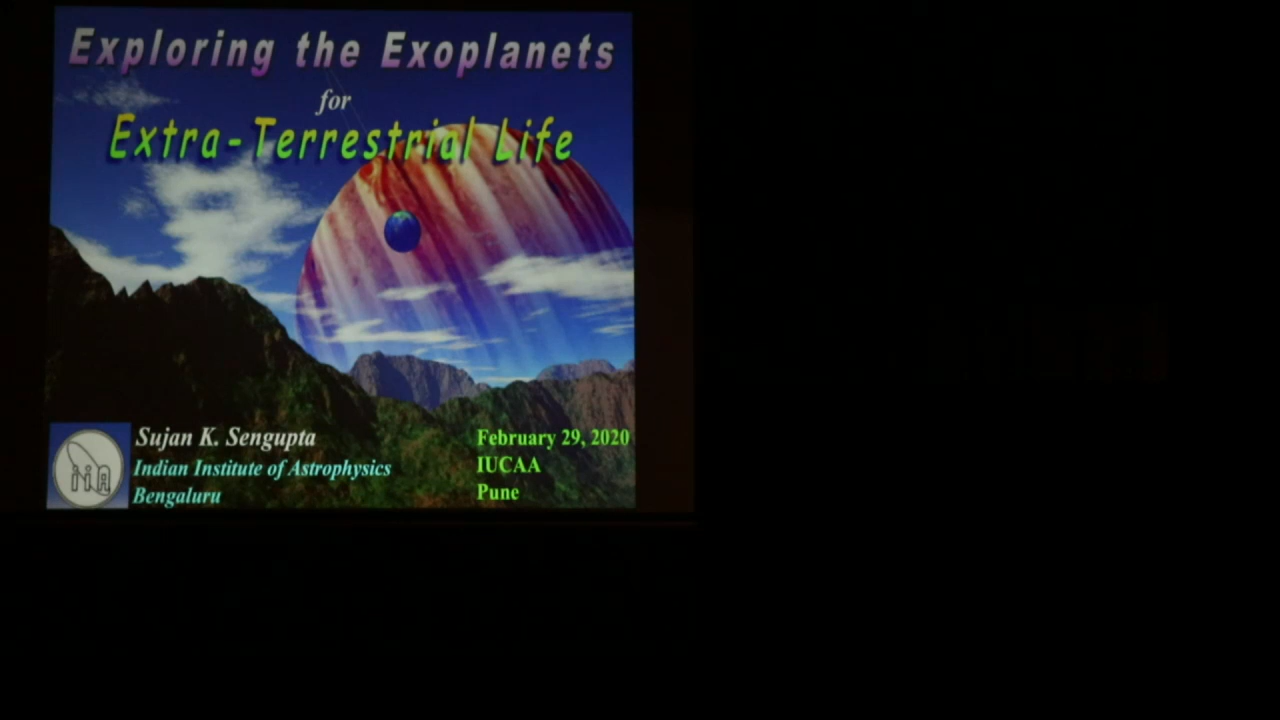 Exploring the Exoplanets
for
Extra-Terrestrial Life
Sujan K. Sengupta
Indian Institute of Astrophysics
Bengaluru
February 29, 2020
IUCAA
Pune
iiA